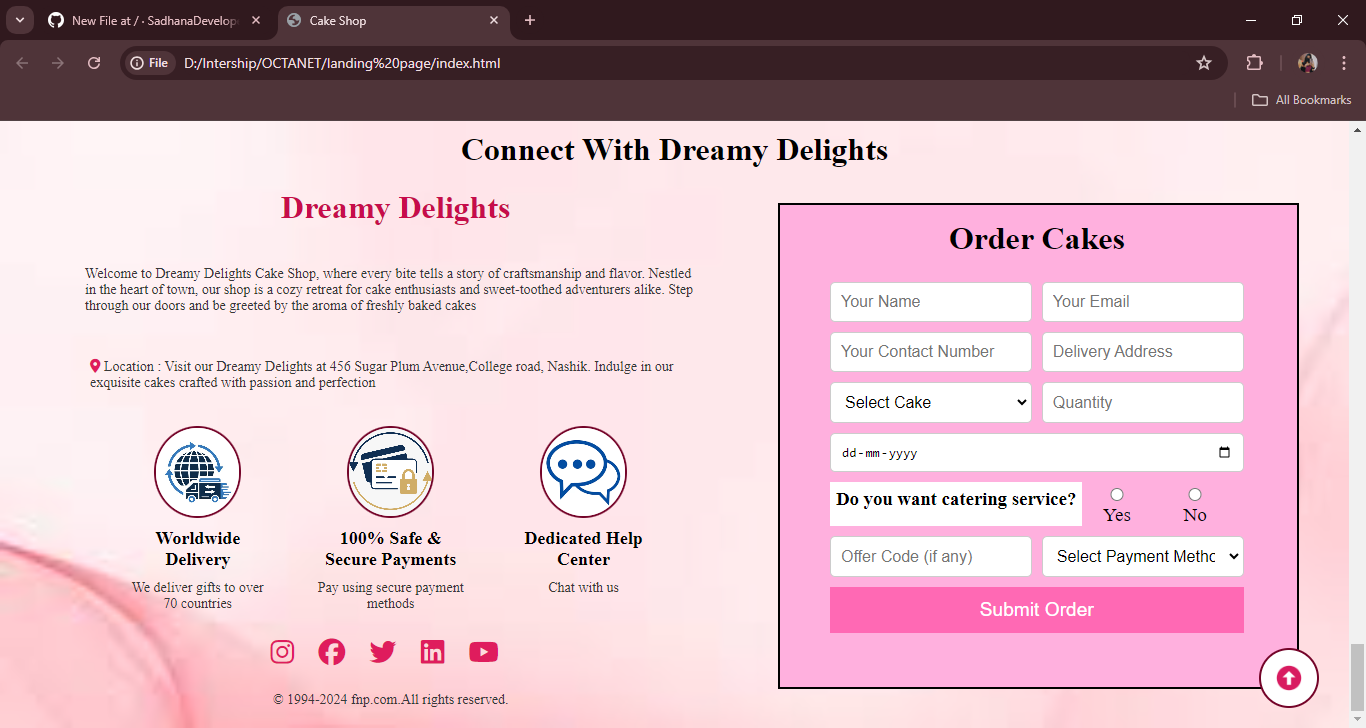 New File at / · SadhanaDevelop
Cake Shop
File
D:/Intership/OCTANET/landing%20page/index.html
All Bookmarks
Connect With Dreamy Delights
Dreamy Delights
Welcome to Dreamy Delights Cake Shop, where every bite tells a story of craftsmanship and flavor. Nestled
in the heart of town, our shop is a cozy retreat for cake enthusiasts and sweet-toothed adventurers alike. Step
through our doors and be greeted by the aroma of freshly baked cakes
Location : Visit our Dreamy Delights at 456 Sugar Plum Avenue,College road, Nashik. Indulge in our
exquisite cakes crafted with passion and perfection
Worldwide
Delivery
We deliver gifts to over
70 countries
100% Safe &
Secure Payments
Pay using secure payment
methods
Dedicated Help
Center
Chat with us
© 1994-2024 fnp.com.All rights reserved.
Order Cakes
Your Name
Your Email
Your Contact Number
Delivery Address
Select Cake
Quantity
dd-mm-yyyy
Do you want catering service?
Yes
No
Offer Code (if any)
Select Payment Methc
Submit Order